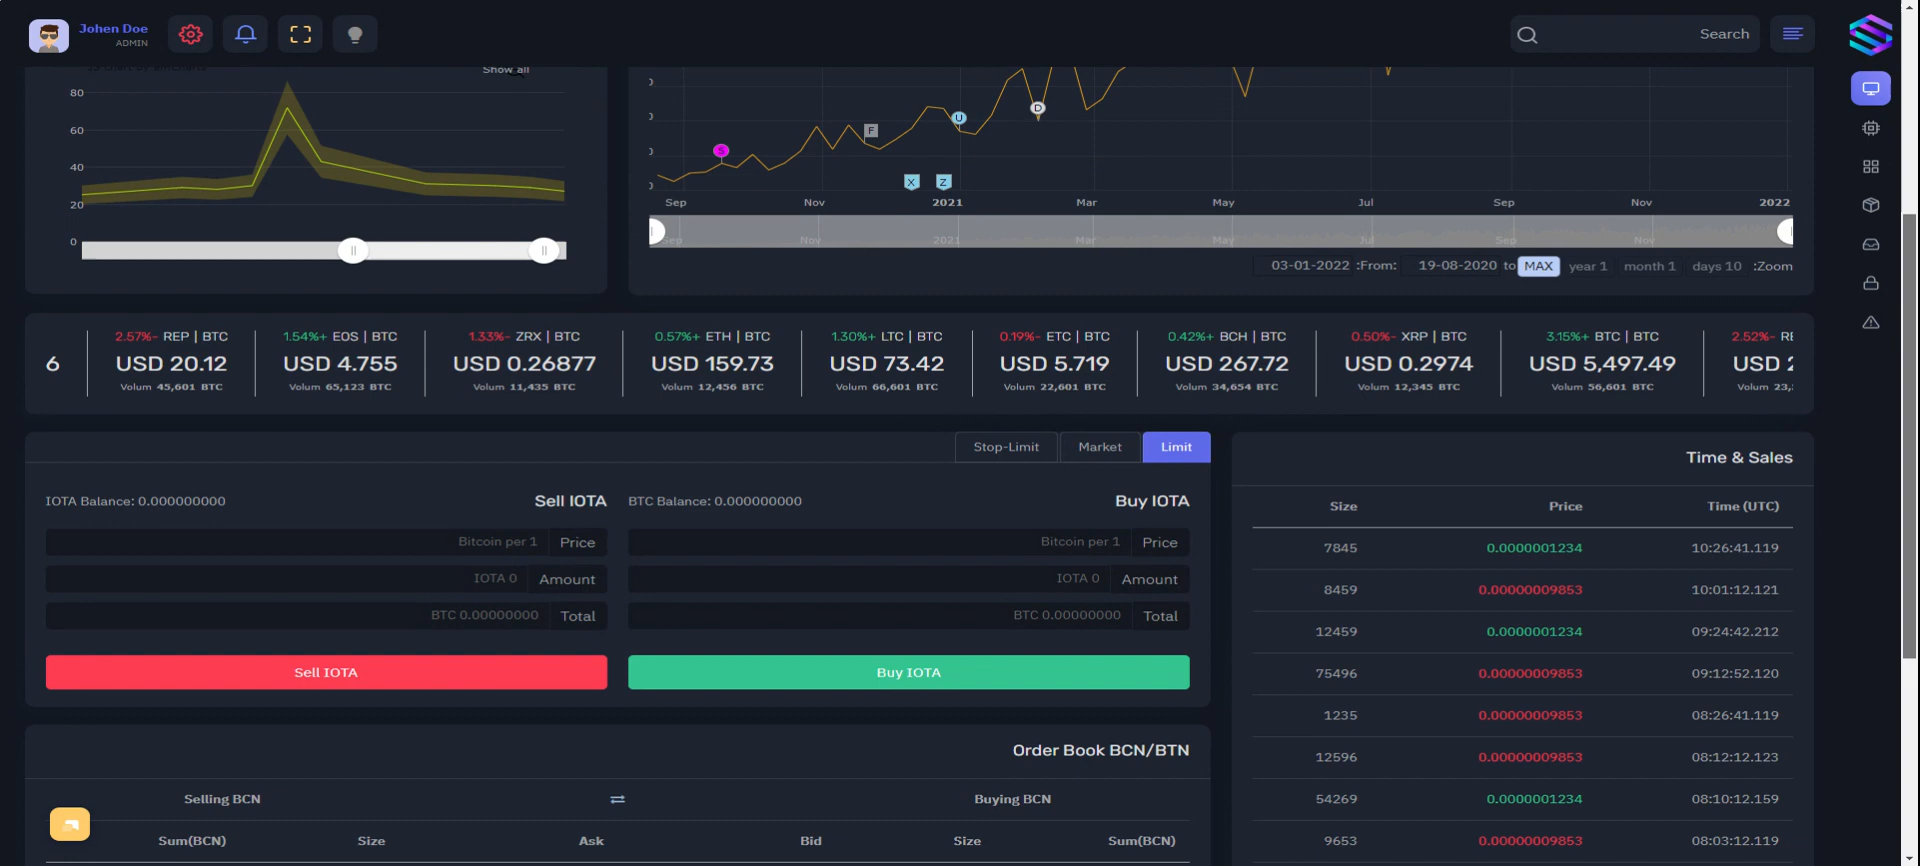 Johen Doe
ADMIN
Search
Show all
80
60
40
20
0
F
U
D
S
X
Z
Sep
Nov
2021
Mar
May
Jul
Sep
Nov
2022
Sep
Nov
2021
Mar
May
Jul
Sep
Nov
03-01-2022 :From: 19-08-2020 to MAX year 1 month 1 days 10 :Zoom
6
2.57%- REP | BTC
USD 20.12
Volum 45,601 BTC
1.54%+ EOS | BTC
USD 4.755
Volum 65,123 BTC
1.33%- ZRX | BTC
USD 0.26877
Volum 11,435 BTC
0.57%+ ETH | BTC
USD 159.73
Volum 12,456 BTC
1.30%+ LTC | BTC
USD 73.42
Volum 66,601 BTC
0.19%- ETC | BTC
USD 5.719
Volum 22,601 BTC
0.42%+ BCH | BTC
USD 267.72
Volum 34,654 BTC
0.50%- XRP | BTC
USD 0.2974
Volum 12,345 BTC
3.15%+ BTC | BTC
USD 5,497.49
Volum 56,601 BTC
2.52%-
USD
Volum
Stop-Limit
Market
Limit
IOTA Balance: 0.000000000
Sell IOTA
Bitcoin per 1 Price
IOTA 0 Amount
BTC 0.00000000 Total
Sell IOTA
BTC Balance: 0.000000000
Buy IOTA
Bitcoin per 1 Price
IOTA 0 Amount
BTC 0.00000000 Total
Buy IOTA
Time & Sales
Size Price Time (UTC)
7845 0.0000001234 10:26:41.119
8459 0.00000009853 10:01:12.121
12459 0.0000001234 09:24:42.212
75496 0.00000009853 09:12:52.120
1235 0.00000009853 08:26:41.119
12596 0.00000009853 08:12:12.123
54269 0.0000001234 08:10:12.159
9653 0.00000009853 08:03:12.119
Order Book BCN/BTN
Selling BCN
Buying BCN
Sum(BCN) Size Ask Bid Size Sum(BCN)